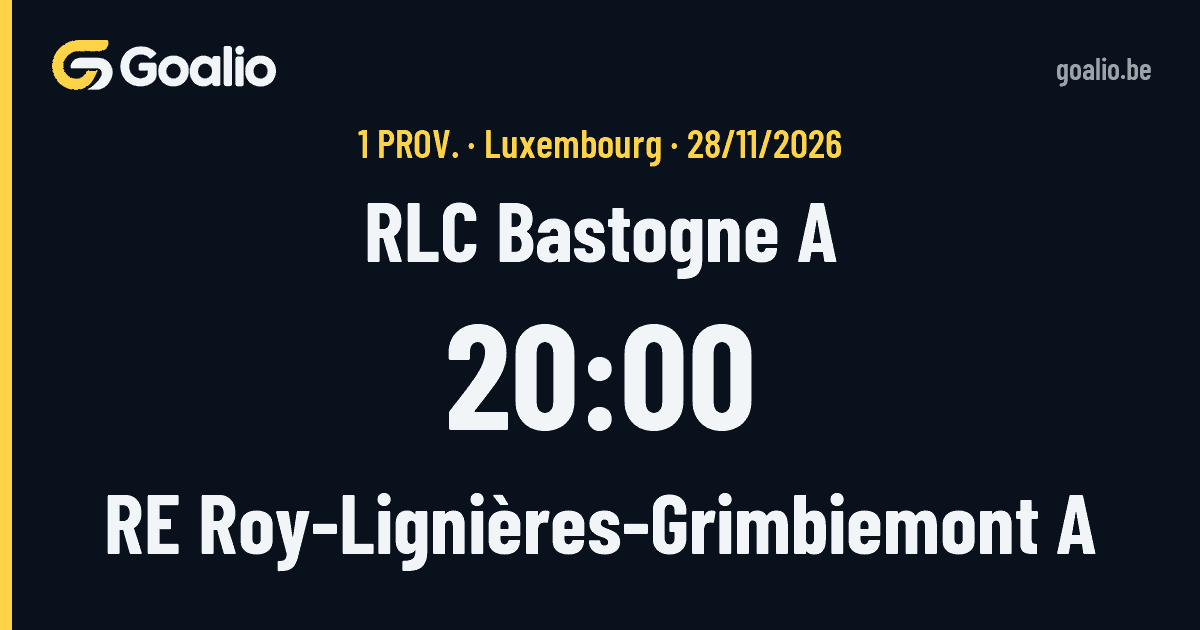 Goalio
goalio.be
1 PROV. · Luxembourg · 28/11/2026
RLC Bastogne A
20:00
RE Roy-Lignières-Grimbiemont A